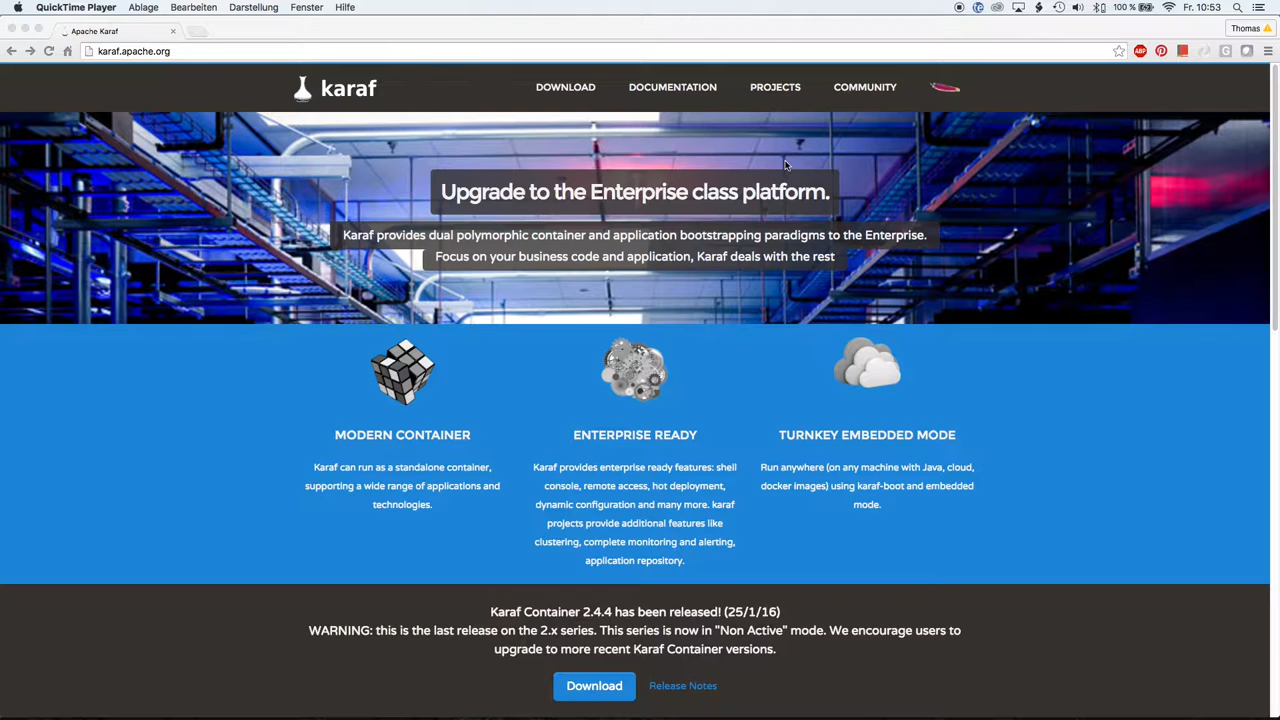 QuickTime Player Ablage Bearbeiten Darstellung Fenster Hilfe 100 % Fr. 10:53
Apache Karaf Thomas
karaf.apache.org ABP
karaf DOWNLOAD DOCUMENTATION PROJECTS COMMUNITY
Upgrade to the Enterprise class platform.
Karaf provides dual polymorphic container and application bootstrapping paradigms to the Enterprise.
Focus on your business code and application, Karaf deals with the rest
MODERN CONTAINER
Karaf can run as a standalone container,
supporting a wide range of applications and
technologies.
ENTERPRISE READY
Karaf provides enterprise ready features: shell
console, remote access, hot deployment,
dynamic configuration and many more. karaf
projects provide additional features like
clustering, complete monitoring and alerting,
application repository.
TURNKEY EMBEDDED MODE
Run anywhere (on any machine with Java, cloud,
docker images) using karaf-boot and embedded
mode.
Karaf Container 2.4.4 has been released! (25/1/16)
WARNING: this is the last release on the 2.x series. This series is now in "Non Active" mode. We encourage users to
upgrade to more recent Karaf Container versions.
Download Release Notes